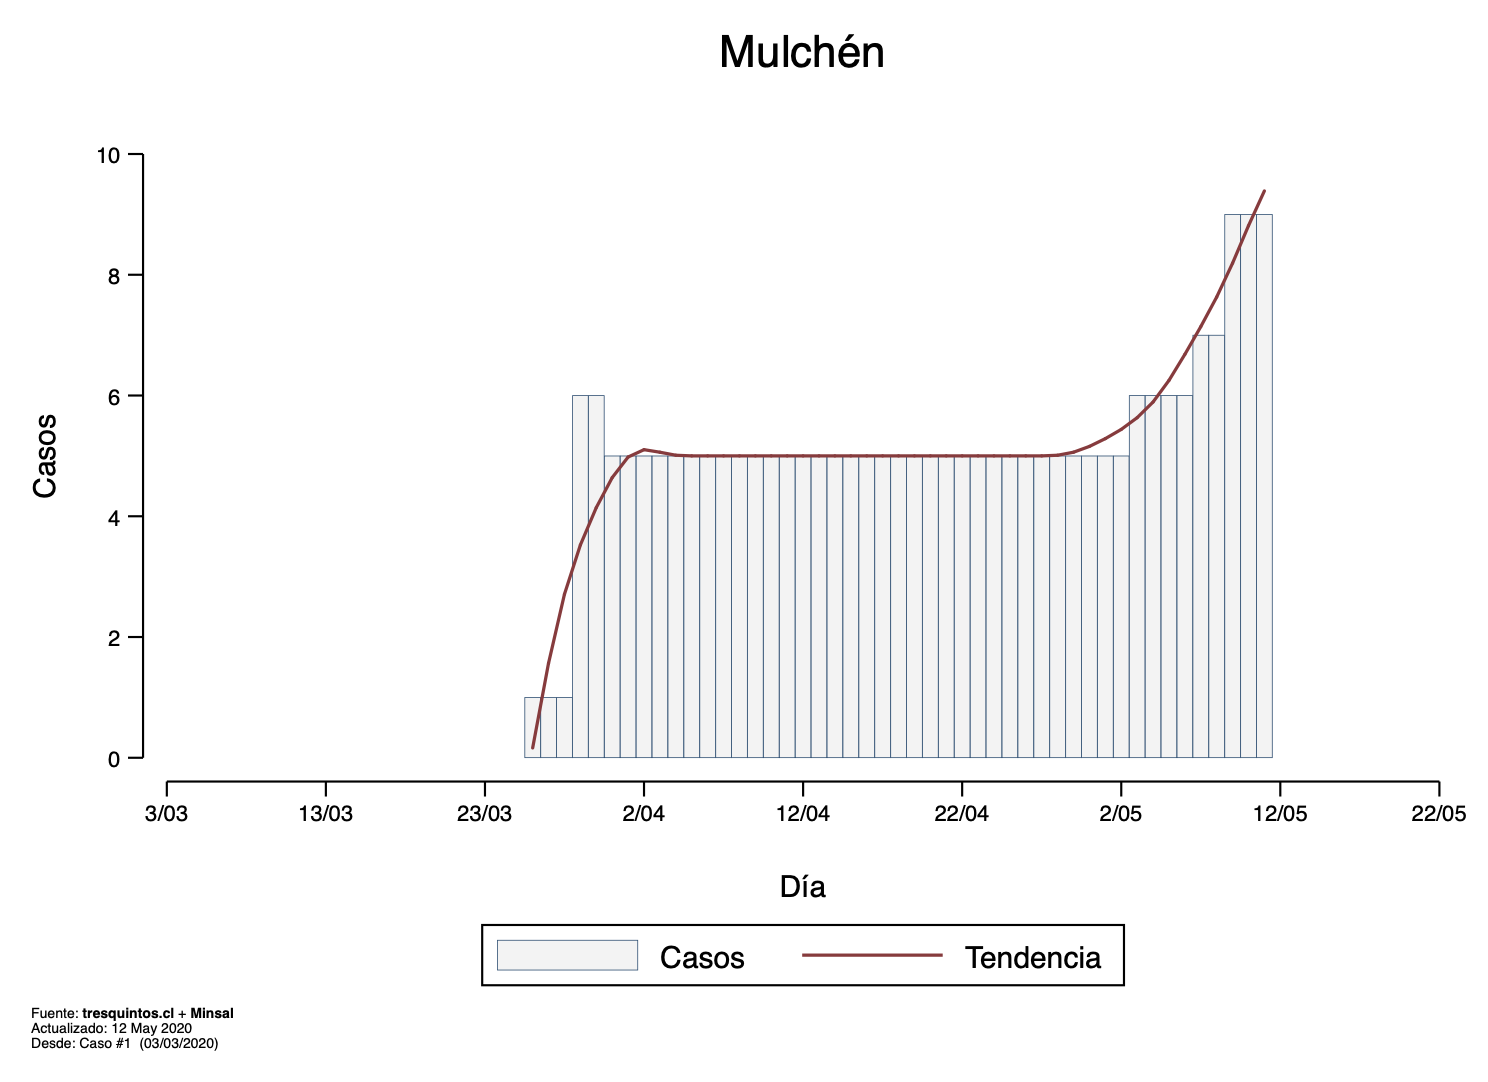 Mulchén
10
8
6
4
2
0
Casos
3/03 13/03 23/03 2/04 12/04 22/04 2/05 12/05 22/05
Día
Casos Tendencia
Fuente: tresquintos.cl + Minsal
Actualizado: 12 May 2020
Desde: Caso #1 (03/03/2020)